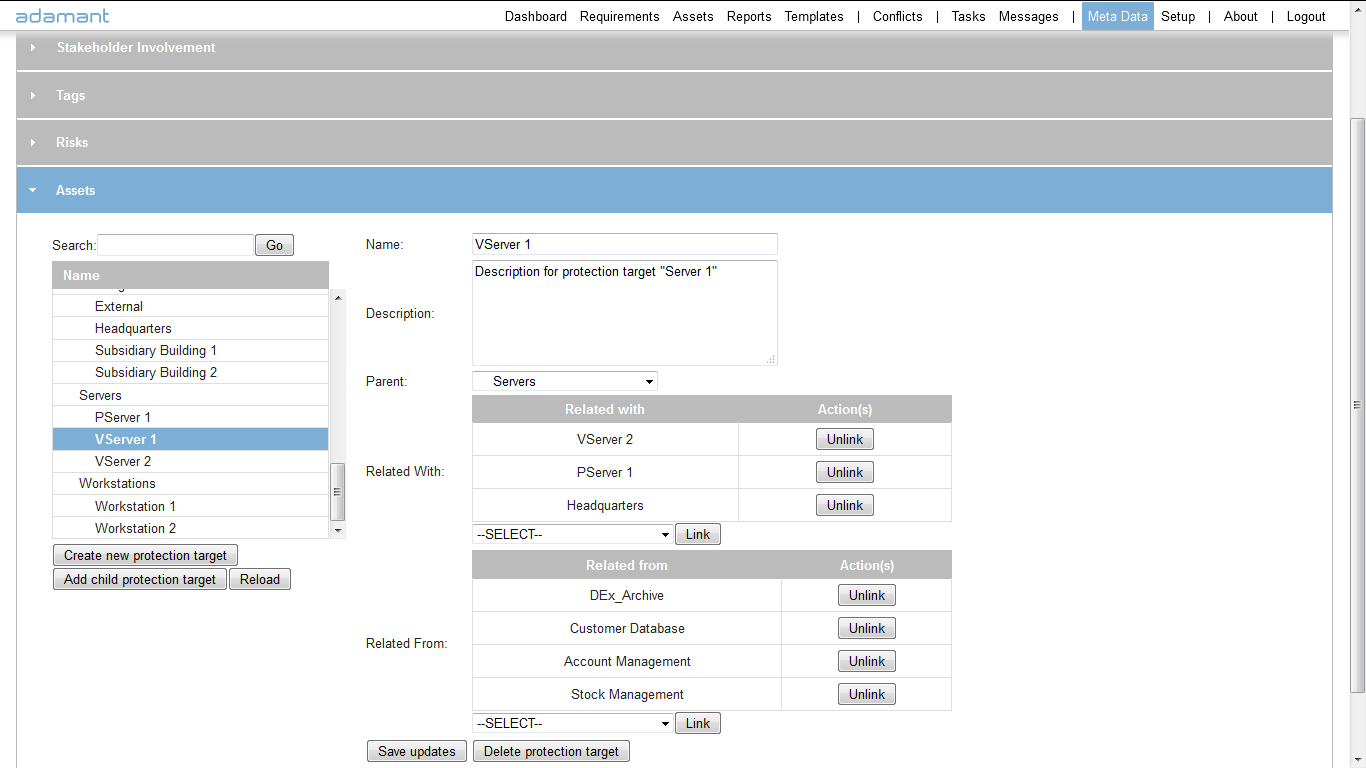 adamant
Dashboard Requirements Assets Reports Templates | Conflicts | Tasks Messages | Meta Data Setup | About | Logout
Stakeholder Involvement
Tags
Risks
Assets
Search: Go
Name
External
Headquarters
Subsidiary Building 1
Subsidiary Building 2
Servers
PServer 1
VServer 1
VServer 2
Workstations
Workstation 1
Workstation 2
Create new protection target
Add child protection target Reload
Name: VServer 1
Description: Description for protection target "Server 1"
Parent: Servers
Related With:
Related with Action(s)
VServer 2 Unlink
PServer 1 Unlink
Headquarters Unlink
--SELECT-- Link
Related From:
Related from Action(s)
DEx_Archive Unlink
Customer Database Unlink
Account Management Unlink
Stock Management Unlink
--SELECT-- Link
Save updates Delete protection target